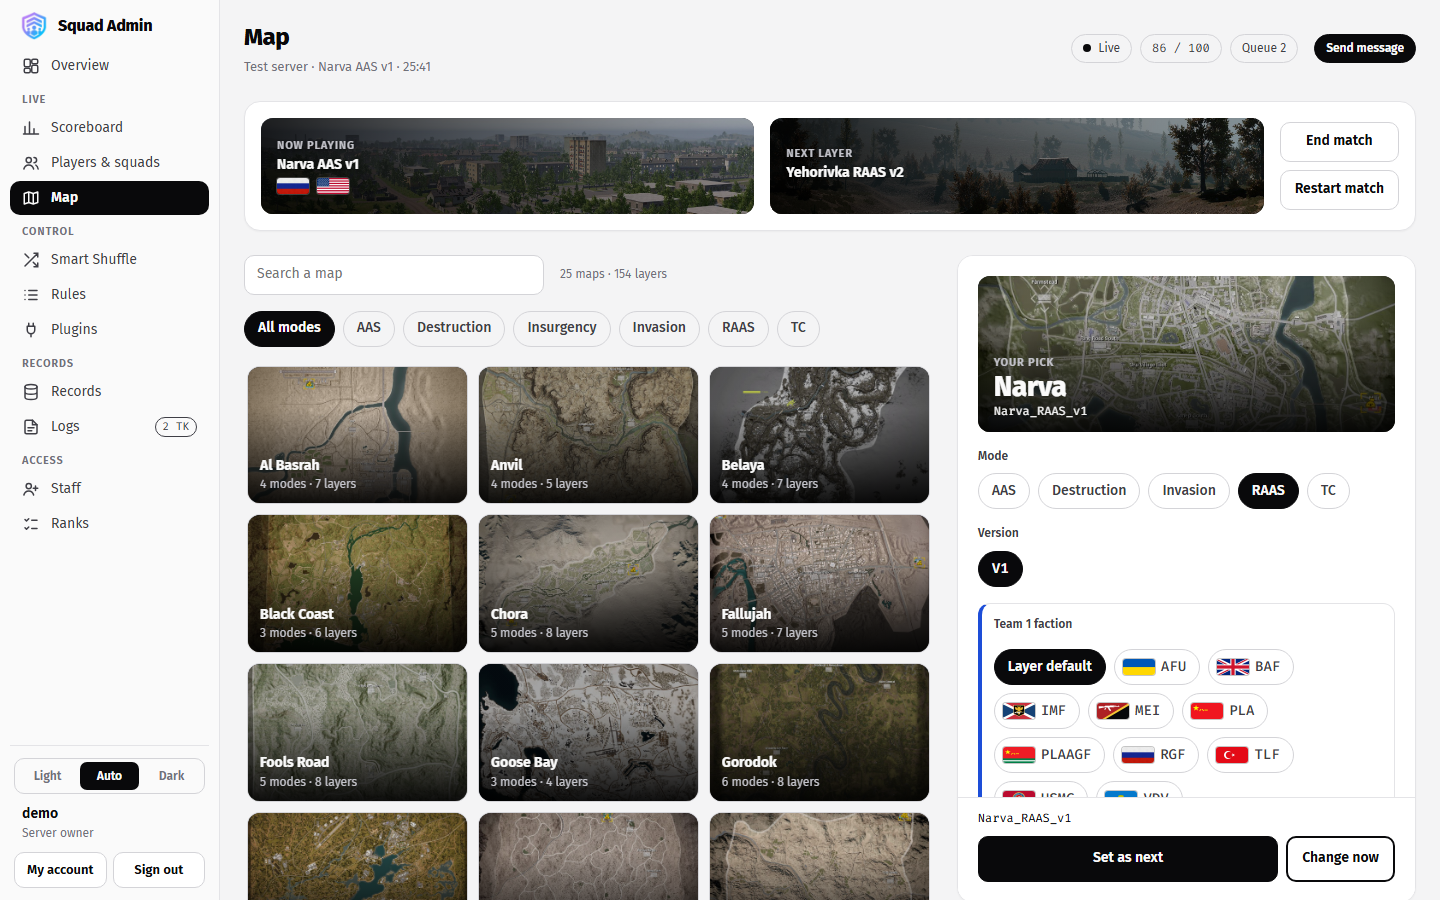 Squad Admin
Overview
LIVE
Scoreboard
Players & squads
Map
CONTROL
Smart Shuffle
Rules
Plugins
RECORDS
Records
Logs
2 TK
ACCESS
Staff
Ranks
Light
Auto
Dark
demo
Server owner
My account
Sign out
Map
Test server · Narva AAS v1 · 25:41
Live
86 / 100
Queue 2
Send message
NOW PLAYING
Narva AAS v1
NEXT LAYER
Yehorivka RAAS v2
End match
Restart match
Search a map
25 maps · 154 layers
All modes
AAS
Destruction
Insurgency
Invasion
RAAS
TC
Al Basrah
4 modes · 7 layers
Anvil
4 modes · 5 layers
Belaya
4 modes · 7 layers
Black Coast
3 modes · 6 layers
Chora
5 modes · 8 layers
Fallujah
5 modes · 7 layers
Fools Road
5 modes · 8 layers
Goose Bay
3 modes · 4 layers
Gorodok
6 modes · 8 layers
YOUR PICK
Narva
Narva_RAAS_v1
Mode
AAS
Destruction
Invasion
RAAS
TC
Version
V1
Team 1 faction
Layer default
AFU
BAF
IMF
MEI
PLA
PLAAGF
RGF
TLF
USMC
VDV
Narva_RAAS_v1
Set as next
Change now